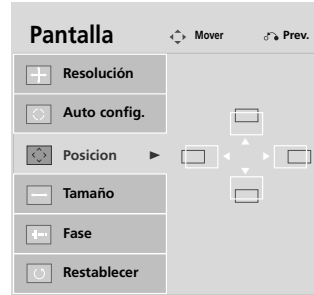 Pantalla
Mover
Prev.
Resolución
Auto config.
Posicion
Tamaño
Fase
Restablecer